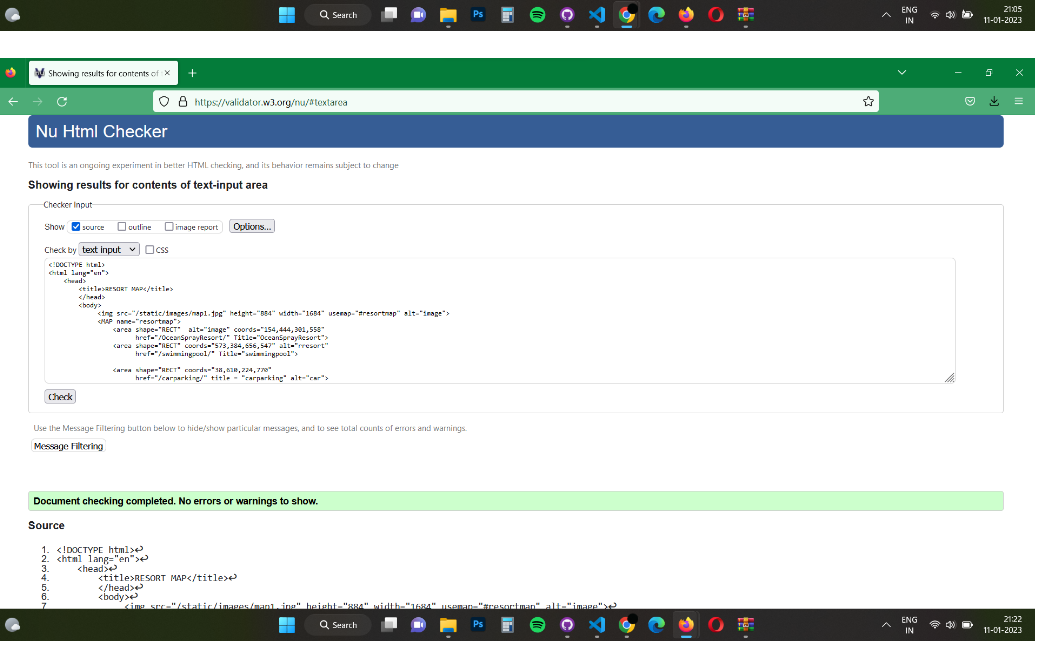 Search
ENG
IN
21:05
11-01-2023
Showing results for contents of
https://validator.w3.org/nu/#textarea
Nu Html Checker
This tool is an ongoing experiment in better HTML checking, and its behavior remains subject to change
Showing results for contents of text-input area
Checker Input
Show source outline image report Options...
Check by text input CSS
<!DOCTYPE html>
<html lang="en">
<head>
<title>RESORT MAP</title>
</head>
<body>
<img src="/static/images/map1.jpg" height="884" width="1684" usemap="#resortmap" alt="image">
<MAP name="resortmap">
<area shape="RECT" alt="image" coords="154,444,301,558"
href="/OceanSprayResort/" Title="OceanSprayResort">
<area shape="RECT" coords="573,384,656,547" alt="rresort"
href="/swimmingpool/" Title="swimmingpool">
<area shape="RECT" coords="38,610,224,770"
href="/carparking/" title = "carparking" alt="car">
Check
Use the Message Filtering button below to hide/show particular messages, and to see total counts of errors and warnings.
Message Filtering
Document checking completed. No errors or warnings to show.
Source
1. <!DOCTYPE html>↩
2. <html lang="en">↩
3. <head>↩
4. <title>RESORT MAP</title>↩
5. </head>↩
6. <body>↩
7 <img src="/static/images/map1.jpg" height="884" width="1684" usemap="#resortmap" alt="image">↩
Search
ENG
IN
21:22
11-01-2023